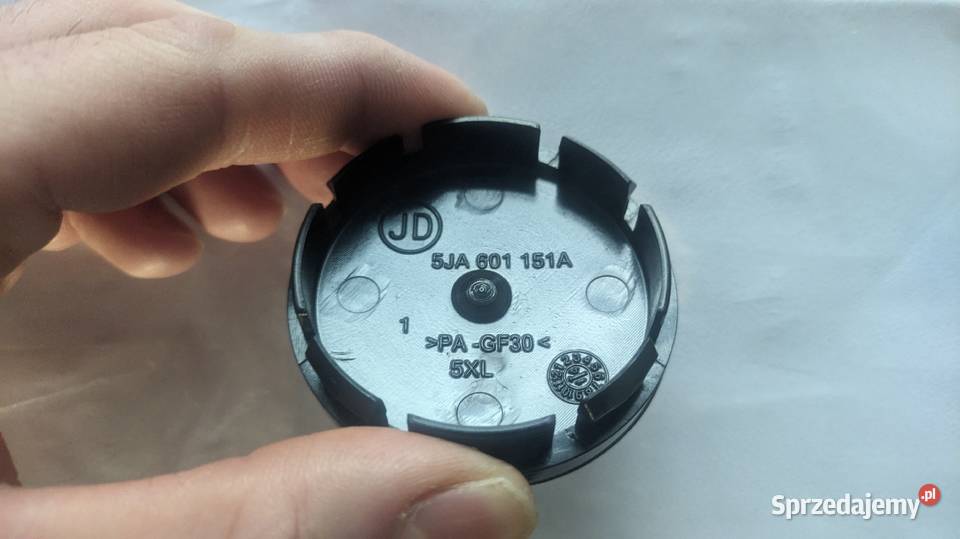 JD
5JA 601 151A
1
>PA -GF30<
5XL
Sprzedajemy.pl